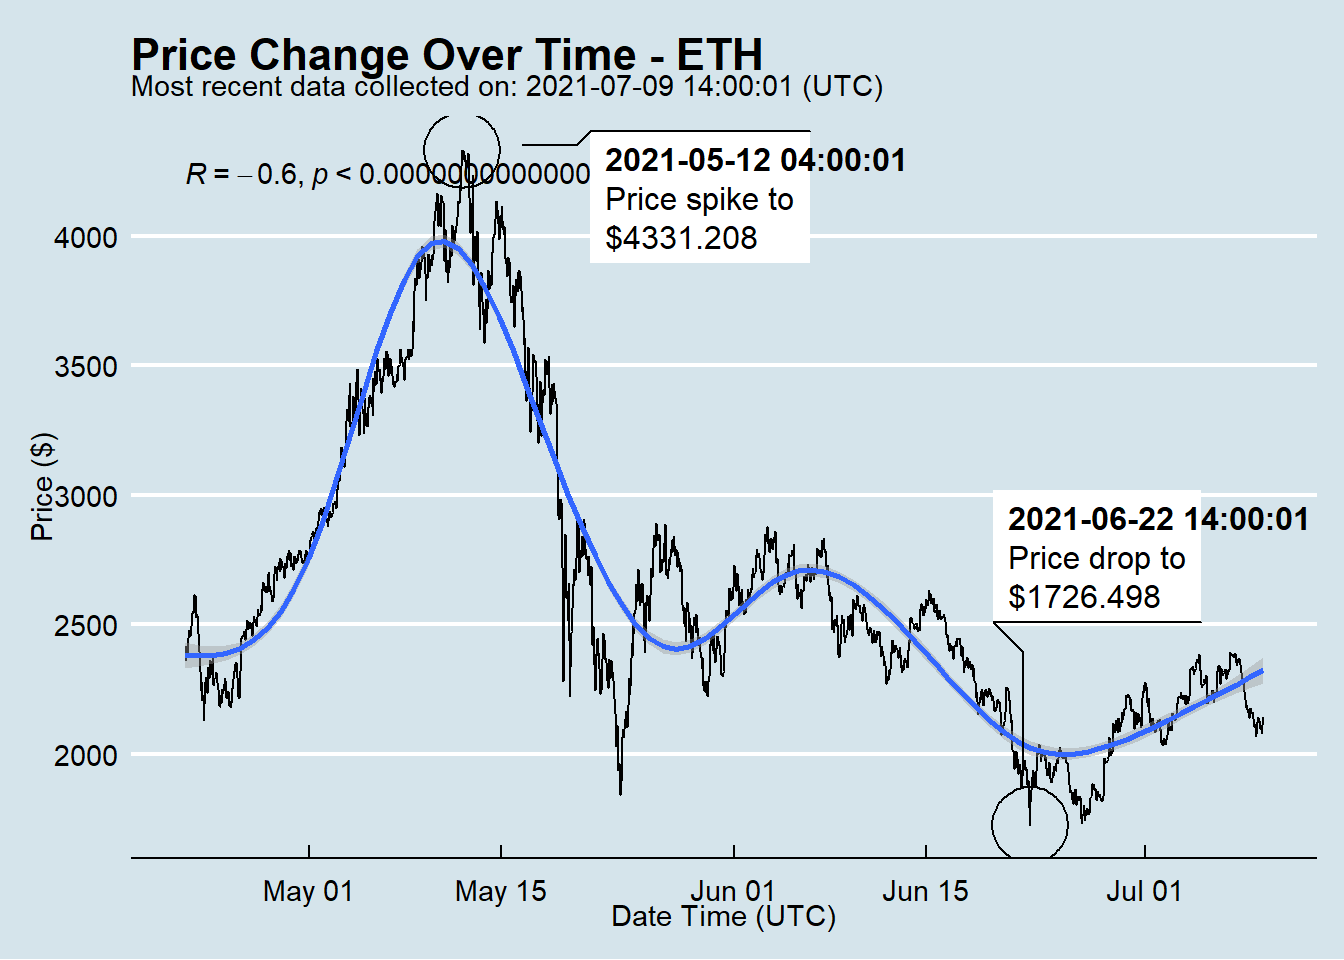 Price Change Over Time - ETH
Most recent data collected on: 2021-07-09 14:00:01 (UTC)
R = −0.6, p < 0.0000000000000
2021-05-12 04:00:01
Price spike to
$4331.208
4000
3500
3000
2500
2000
Price ($)
2021-06-22 14:00:01
Price drop to
$1726.498
May 01
May 15
Jun 01
Jun 15
Jul 01
Date Time (UTC)